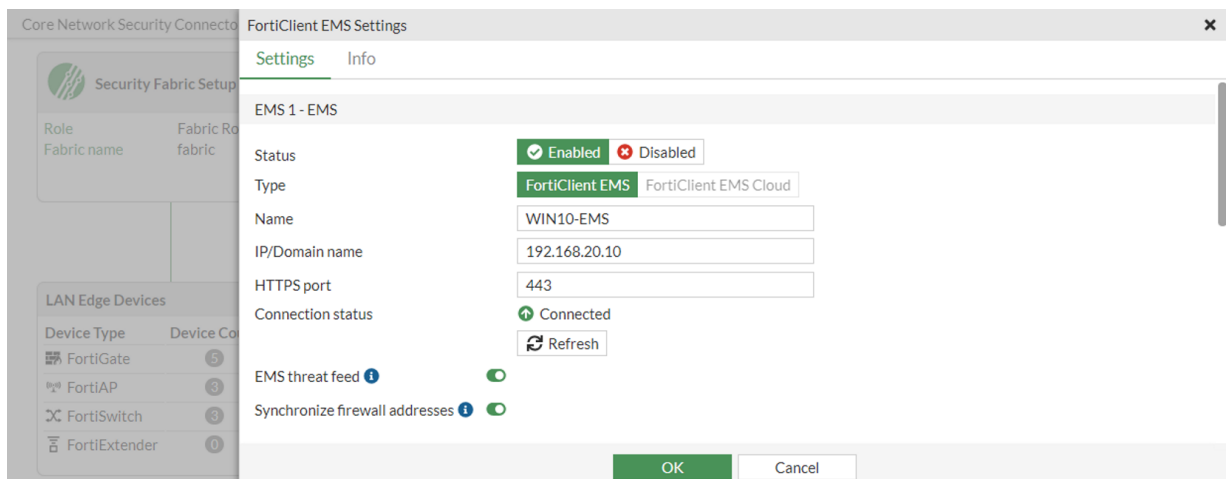 Core Network Security Connecto
FortiClient EMS Settings
Settings Info
Security Fabric Setup
Role Fabric Ro
Fabric name fabric
EMS 1 - EMS
Status Enabled Disabled
Type FortiClient EMS FortiClient EMS Cloud
Name WIN10-EMS
IP/Domain name 192.168.20.10
HTTPS port 443
Connection status Connected
Refresh
EMS threat feed
Synchronize firewall addresses
LAN Edge Devices
Device Type Device Co
FortiGate 5
FortiAP 3
FortiSwitch 3
FortiExtender 0
OK Cancel